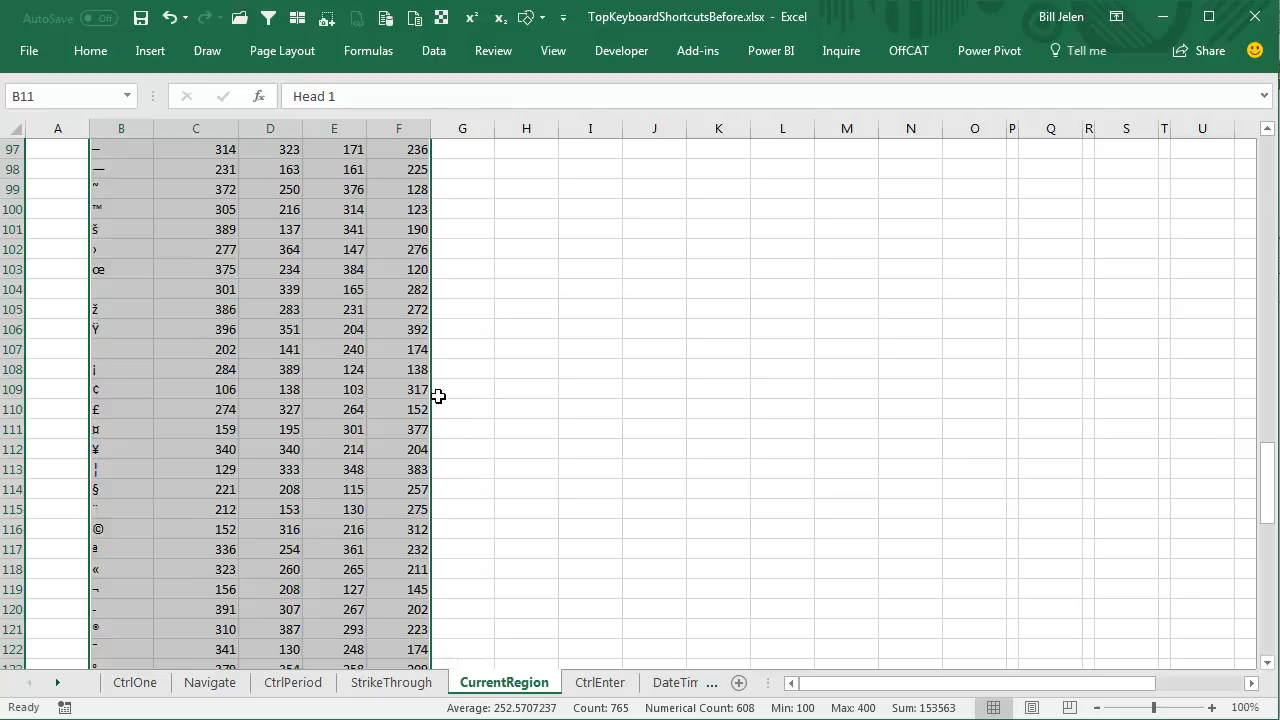 AutoSave Off TopKeyboardShortcutsBefore.xlsx - Excel Bill Jelen
File Home Insert Draw Page Layout Formulas Data Review View Developer Add-ins Power BI Inquire OffCAT Power Pivot Tell me Share
B11 fx Head 1
A B C D E F G H I J K L M N O P Q R S T U
97 – 314 323 171 236
98 — 231 163 161 225
99 ˜ 372 250 376 128
100 ™ 305 216 314 123
101 š 389 137 341 190
102 › 277 364 147 276
103 œ 375 234 384 120
104 301 339 165 282
105 ž 386 283 231 272
106 Ÿ 396 351 204 392
107 202 141 240 174
108 ¡ 284 389 124 138
109 ¢ 106 138 103 317
110 £ 274 327 264 152
111 ¤ 159 195 301 377
112 ¥ 340 340 214 204
113 ¦ 129 333 348 383
114 § 221 208 115 257
115 ¨ 212 153 130 275
116 © 152 316 216 312
117 ª 336 254 361 232
118 « 323 260 265 211
119 ¬ 156 208 127 145
120 - 391 307 267 202
121 ® 310 387 293 223
122 ¯ 341 130 248 174
CtrlOne Navigate CtrlPeriod StrikeThrough CurrentRegion CtrlEnter DateTim ...
Ready Average: 252.5707237 Count: 765 Numerical Count: 608 Min: 100 Max: 400 Sum: 153563 100%